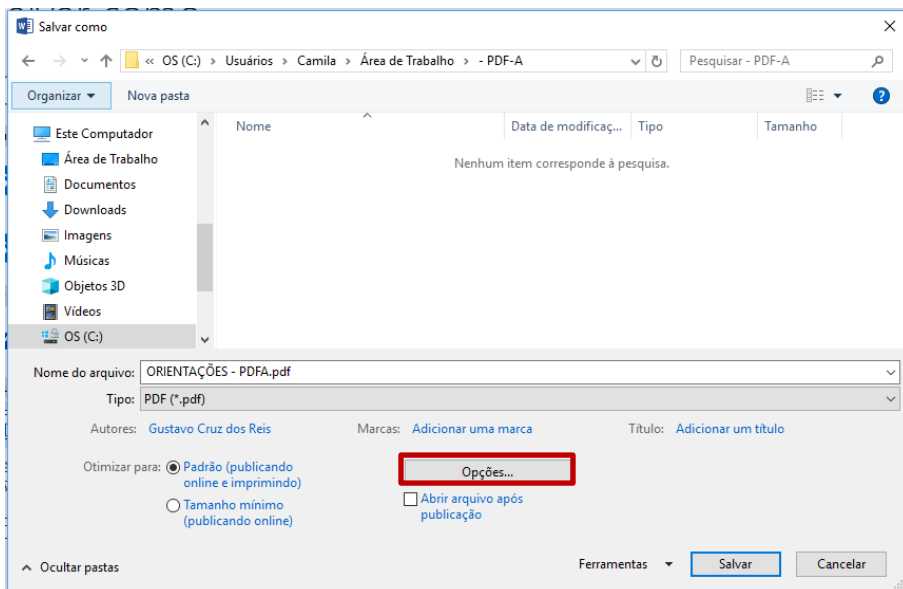 Salvar como
« OS (C:) › Usuários › Camila › Área de Trabalho › - PDF-A
Pesquisar - PDF-A
Organizar
Nova pasta
?
Este Computador
Área de Trabalho
Documentos
Downloads
Imagens
Músicas
Objetos 3D
Vídeos
OS (C:)
Nome
Data de modificaç...
Tipo
Tamanho
Nenhum item corresponde à pesquisa.
Nome do arquivo: ORIENTAÇÕES - PDFA.pdf
Tipo: PDF (*.pdf)
Autores: Gustavo Cruz dos Reis
Marcas: Adicionar uma marca
Título: Adicionar um título
Otimizar para: Padrão (publicando
online e imprimindo)
Tamanho mínimo
(publicando online)
Opções...
Abrir arquivo após
publicação
Ocultar pastas
Ferramentas
Salvar
Cancelar